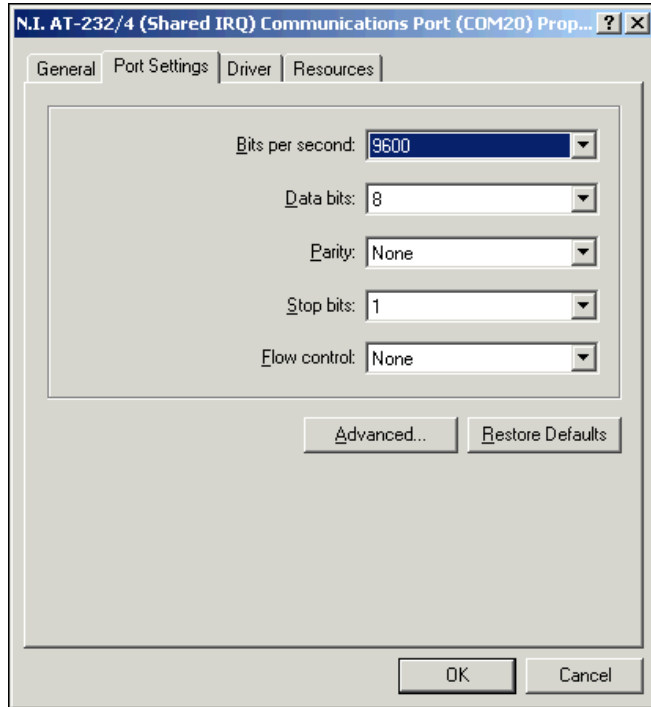 N.I. AT-232/4 (Shared IRQ) Communications Port (COM20) Prop... ? X
General Port Settings Driver Resources
Bits per second: 9600
Data bits: 8
Parity: None
Stop bits: 1
Flow control: None
Advanced... Restore Defaults
OK Cancel